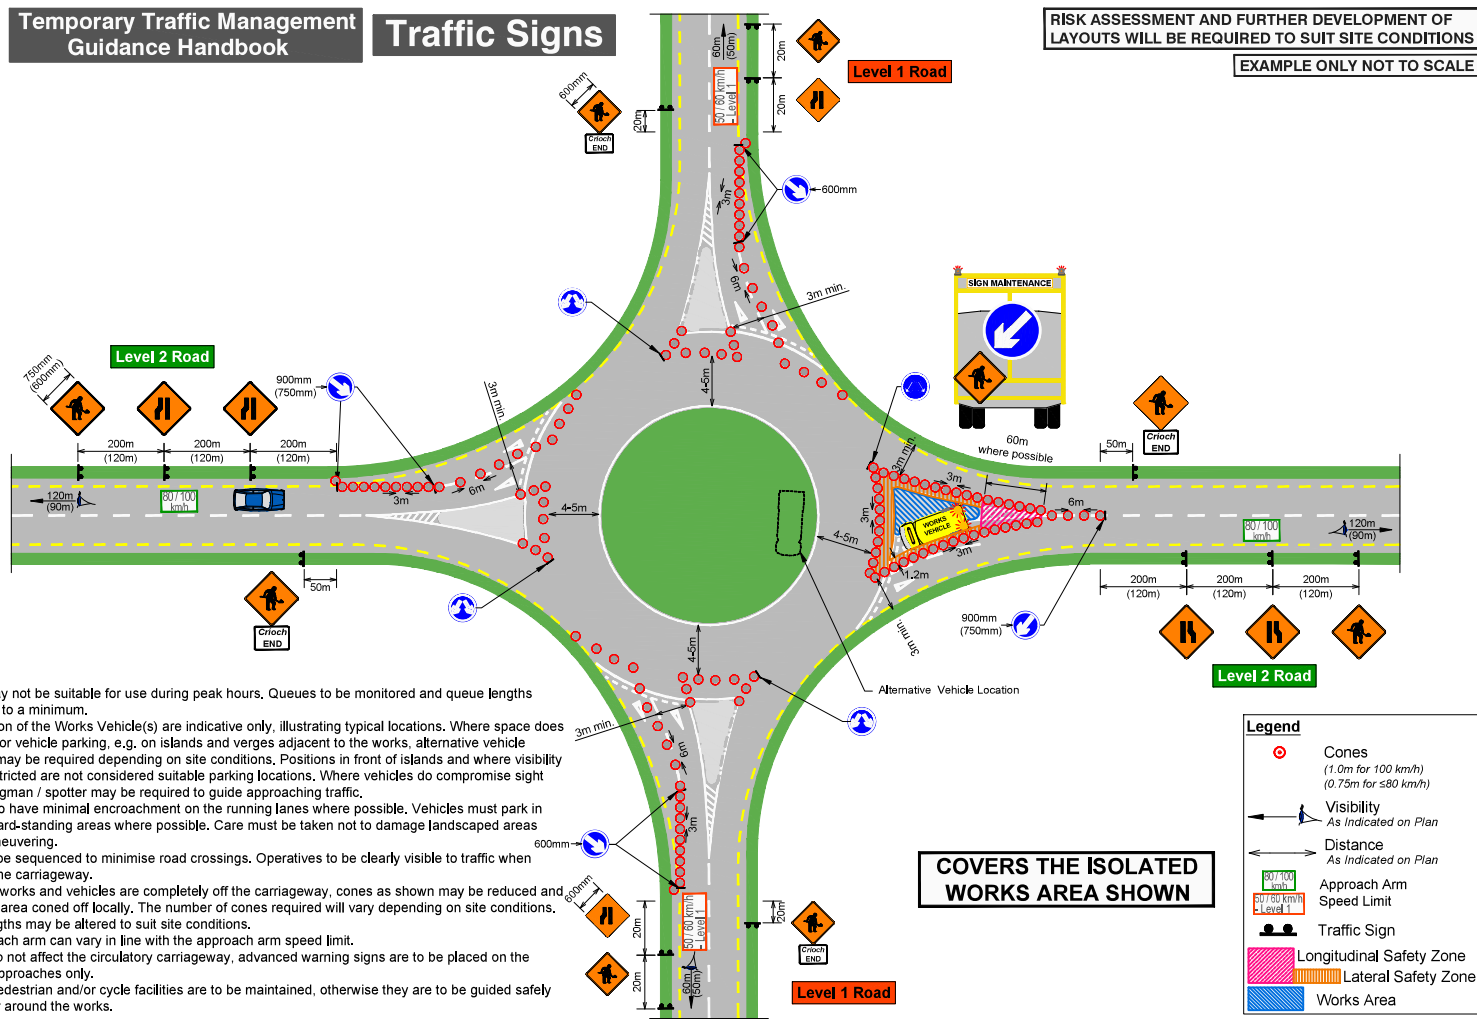 Temporary Traffic Management
Guidance Handbook
Traffic Signs
RISK ASSESSMENT AND FURTHER DEVELOPMENT OF
LAYOUTS WILL BE REQUIRED TO SUIT SITE CONDITIONS
EXAMPLE ONLY NOT TO SCALE
60m
(50m)
20m
20m
Level 1 Road
50 / 60 km/h
- Level 1
600mm
20m
Crioch
END
600mm
3m
6m
3m min.
SIGN MAINTENANCE
Level 2 Road
750mm
(600mm)
900mm
(750mm)
3m min.
4-5m
200m
(120m)
200m
(120m)
200m
(120m)
120m
(90m)
80 / 100
km/h
3m
6m
4-5m
50m
Crioch
END
60m
where possible
50m
Crioch
END
3m min.
3m
3m
6m
WORKS
VEHICLE
3m
1.2m
4-5m
3m min.
80 / 100
km/h
120m
(90m)
200m
(120m)
200m
(120m)
200m
(120m)
900mm
(750mm)
Level 2 Road
4-5m
Alternative Vehicle Location
3m min.
6m
3m
600mm
600mm
20m
20m
50 / 60 km/h
- Level 1
60m
(50m)
20m
Crioch
END
Level 1 Road
y not be suitable for use during peak hours. Queues to be monitored and queue lengths
to a minimum.
on of the Works Vehicle(s) are indicative only, illustrating typical locations. Where space does
or vehicle parking, e.g. on islands and verges adjacent to the works, alternative vehicle
may be required depending on site conditions. Positions in front of islands and where visibility
tricted are not considered suitable parking locations. Where vehicles do compromise sight
gman / spotter may be required to guide approaching traffic.
o have minimal encroachment on the running lanes where possible. Vehicles must park in
ard-standing areas where possible. Care must be taken not to damage landscaped areas
neuvering.
be sequenced to minimise road crossings. Operatives to be clearly visible to traffic when
he carriageway.
works and vehicles are completely off the carriageway, cones as shown may be reduced and
area coned off locally. The number of cones required will vary depending on site conditions.
gths may be altered to suit site conditions.
ach arm can vary in line with the approach arm speed limit.
o not affect the circulatory carriageway, advanced warning signs are to be placed on the
pproaches only.
edestrian and/or cycle facilities are to be maintained, otherwise they are to be guided safely
around the works.
COVERS THE ISOLATED
WORKS AREA SHOWN
Legend
Cones
(1.0m for 100 km/h)
(0.75m for ≤80 km/h)
Visibility
As Indicated on Plan
Distance
As Indicated on Plan
80 / 100
km/h
50 / 60 km/h
- Level 1
Approach Arm
Speed Limit
Traffic Sign
Longitudinal Safety Zone
Lateral Safety Zone
Works Area